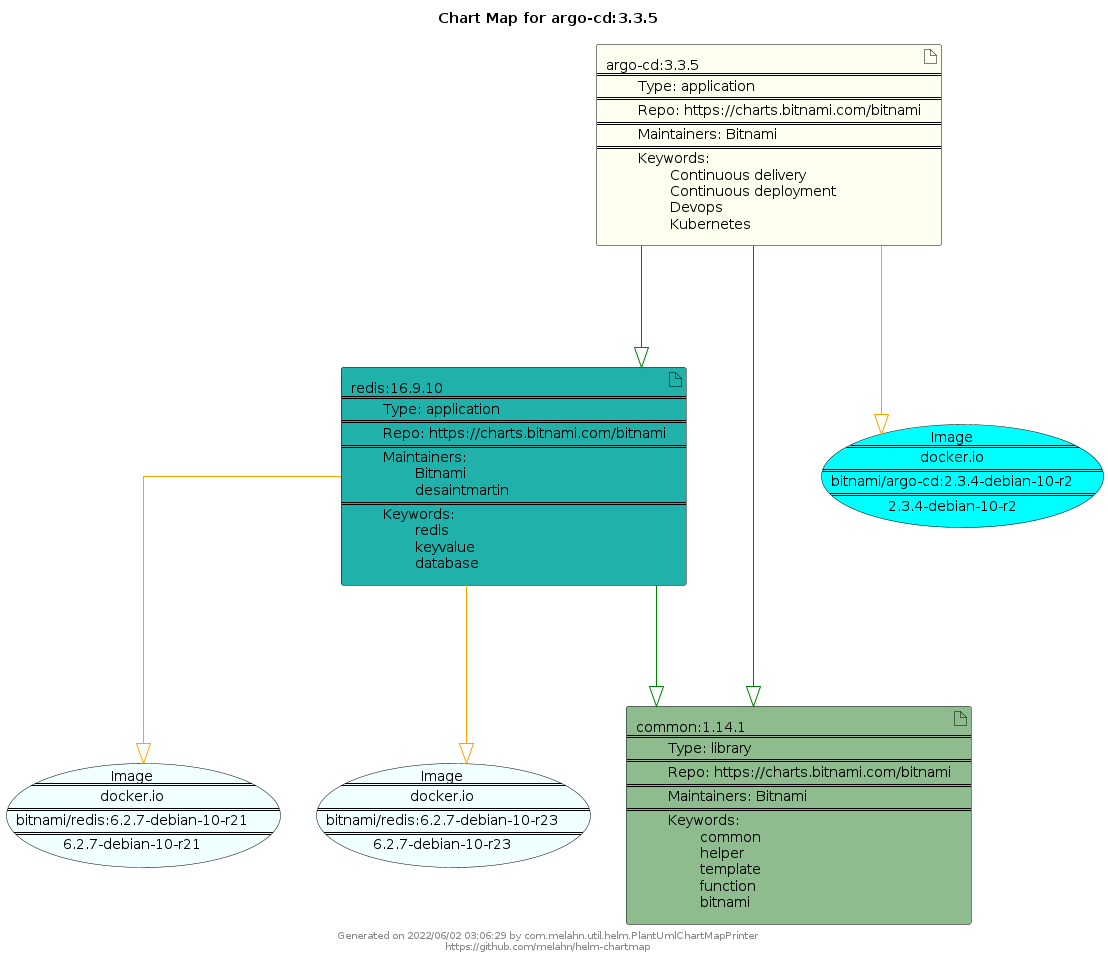 Chart Map for argo-cd:3.3.5
argo-cd:3.3.5
Type: application
Repo: https://charts.bitnami.com/bitnami
Maintainers: Bitnami
Keywords:
Continuous delivery
Continuous deployment
Devops
Kubernetes
redis:16.9.10
Type: application
Repo: https://charts.bitnami.com/bitnami
Maintainers:
Bitnami
desaintmartin
Keywords:
redis
keyvalue
database
Image
docker.io
bitnami/argo-cd:2.3.4-debian-10-r2
2.3.4-debian-10-r2
Image
docker.io
bitnami/redis:6.2.7-debian-10-r21
6.2.7-debian-10-r21
Image
docker.io
bitnami/redis:6.2.7-debian-10-r23
6.2.7-debian-10-r23
common:1.14.1
Type: library
Repo: https://charts.bitnami.com/bitnami
Maintainers: Bitnami
Keywords:
common
helper
template
function
bitnami
Generated on 2022/06/02 03:06:29 by com.melahn.util.helm.PlantUmlChartMapPrinter
https://github.com/melahn/helm-chartmap